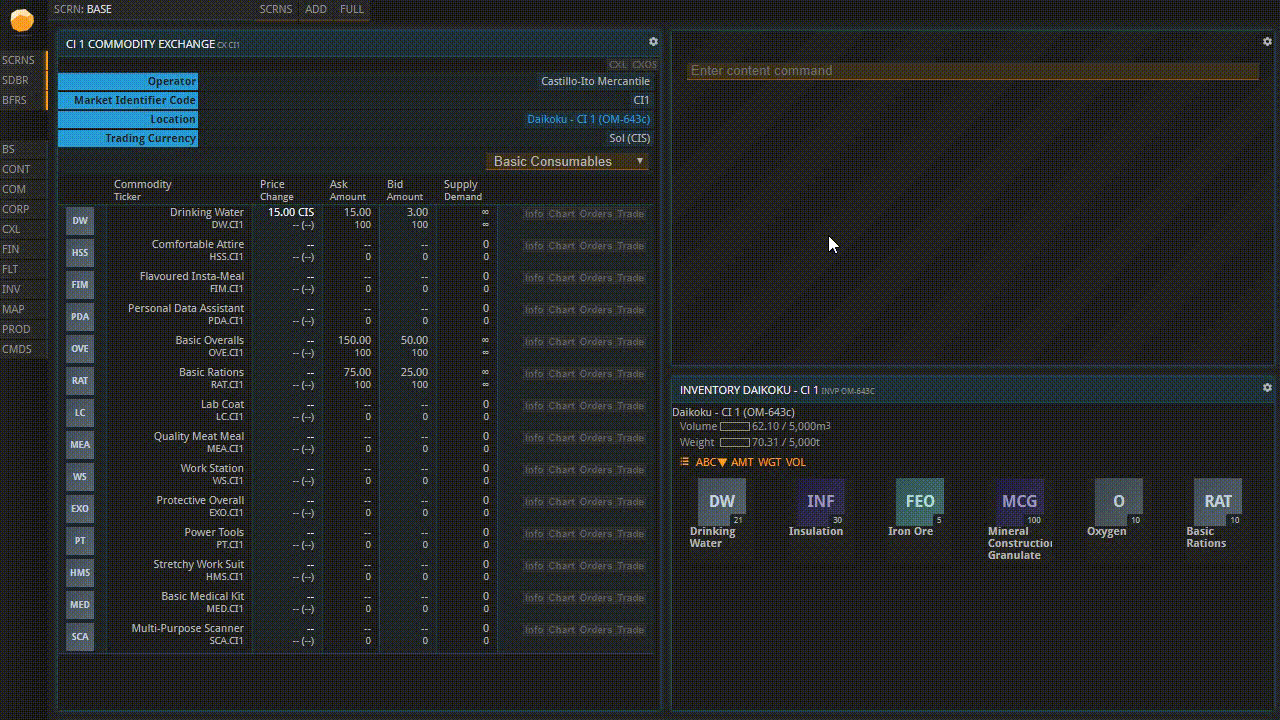 SCRN: BASE SCRNS ADD FULL
SCRNS
SDBR
BFRS
BS
CONT
COM
CORP
CXL
FIN
FLT
INV
MAP
PROD
CMDS
CI 1 COMMODITY EXCHANGE CX CI1
CXL CXOS
Operator Castillo-Ito Mercantile
Market Identifier Code CI1
Location Daikoku - CI 1 (OM-643c)
Trading Currency Sol (CIS)
Basic Consumables ▼
Commodity Price Ask Bid Supply
Ticker Change Amount Amount Demand
DW Drinking Water 15.00 CIS 15.00 3.00 ∞ Info Chart Orders Trade
DW.CI1 -- (--) 100 100 ∞
HSS Comfortable Attire -- -- -- 0 Info Chart Orders Trade
HSS.CI1 -- (--) 0 0 0
FIM Flavoured Insta-Meal -- -- -- 0 Info Chart Orders Trade
FIM.CI1 -- (--) 0 0 0
PDA Personal Data Assistant -- -- -- 0 Info Chart Orders Trade
PDA.CI1 -- (--) 0 0 0
OVE Basic Overalls -- 150.00 50.00 ∞ Info Chart Orders Trade
OVE.CI1 -- (--) 100 100 ∞
RAT Basic Rations -- 75.00 25.00 ∞ Info Chart Orders Trade
RAT.CI1 -- (--) 100 100 ∞
LC Lab Coat -- -- -- 0 Info Chart Orders Trade
LC.CI1 -- (--) 0 0 0
MEA Quality Meat Meal -- -- -- 0 Info Chart Orders Trade
MEA.CI1 -- (--) 0 0 0
WS Work Station -- -- -- 0 Info Chart Orders Trade
WS.CI1 -- (--) 0 0 0
EXO Protective Overall -- -- -- 0 Info Chart Orders Trade
EXO.CI1 -- (--) 0 0 0
PT Power Tools -- -- -- 0 Info Chart Orders Trade
PT.CI1 -- (--) 0 0 0
HMS Stretchy Work Suit -- -- -- 0 Info Chart Orders Trade
HMS.CI1 -- (--) 0 0 0
MED Basic Medical Kit -- -- -- 0 Info Chart Orders Trade
MED.CI1 -- (--) 0 0 0
SCA Multi-Purpose Scanner -- -- -- 0 Info Chart Orders Trade
SCA.CI1 -- (--) 0 0 0
Enter content command
INVENTORY DAIKOKU - CI 1 INVP OM-643C
Daikoku - CI 1 (OM-643c)
Volume 62.10 / 5,000m³
Weight 70.31 / 5,000t
ABC▼ AMT WGT VOL
DW INF FEO MCG O RAT
21 30 5 100 10 10
Drinking Insulation Iron Ore Mineral Oxygen Basic
Water Constructior Rations
Granulate